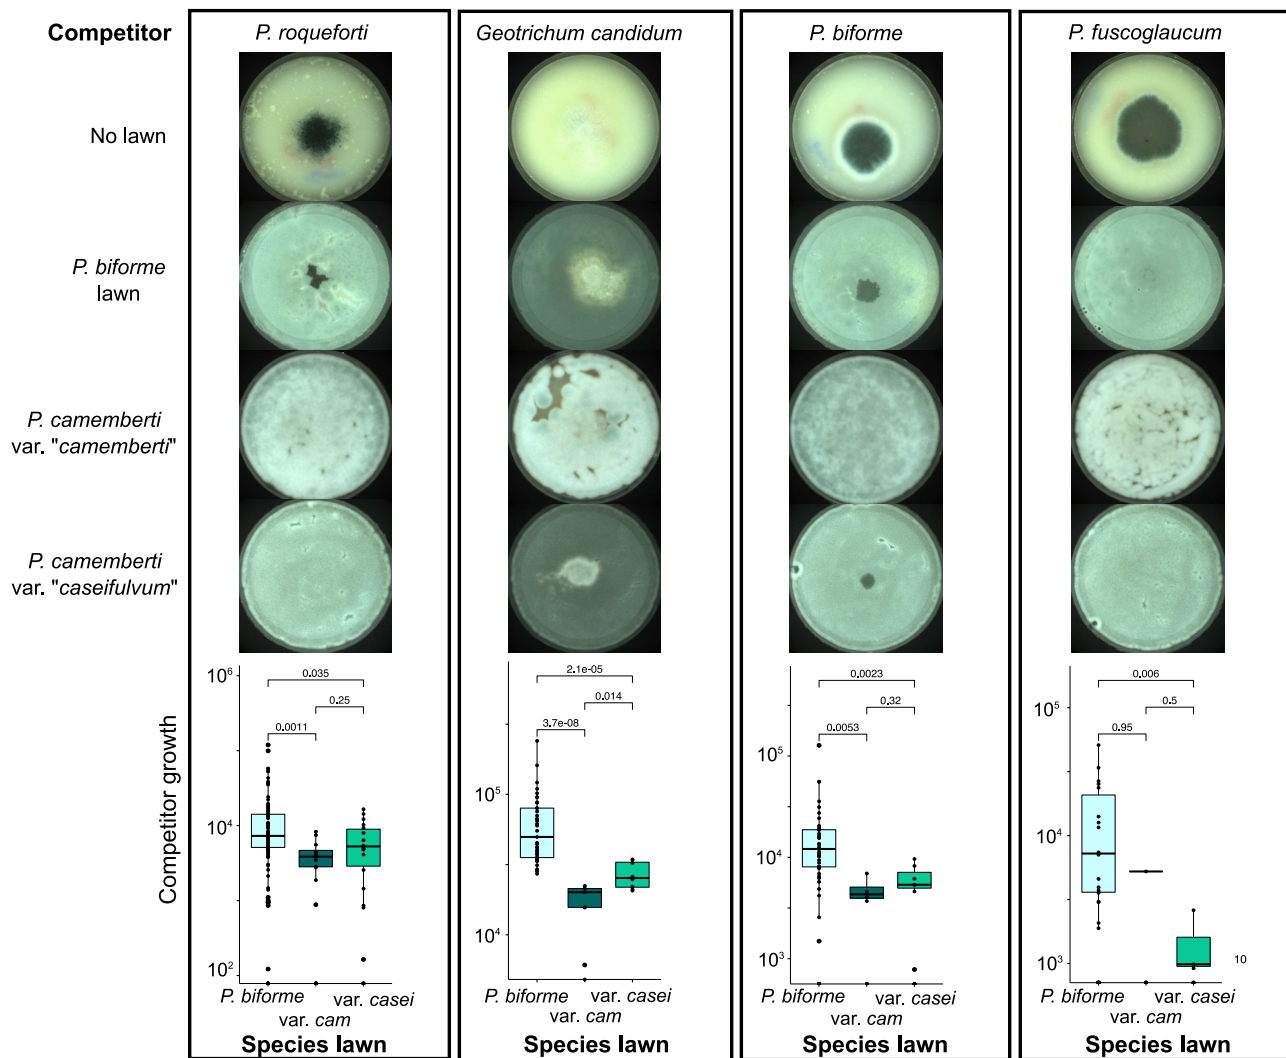 Competitor
P. roqueforti
Geotrichum candidum
P. biforme
P. fuscoglaucum
No lawn
P. biforme
lawn
P. camemberti
var. "camemberti"
P. camemberti
var. "caseifulvum"
Competitor growth
10^6
10^4
10^2
0.035
0.25
0.0011
P. biforme
var. casei
var. cam
Species lawn
10^5
10^4
2.1e-05
0.014
3.7e-08
P. biforme
var. casei
var. cam
Species lawn
10^5
10^4
10^3
0.0023
0.32
0.0053
P. biforme
var. casei
var. cam
Species lawn
10^5
10^4
10^3
0.006
0.5
0.95
10
P. biforme
var. casei
var. cam
Species lawn